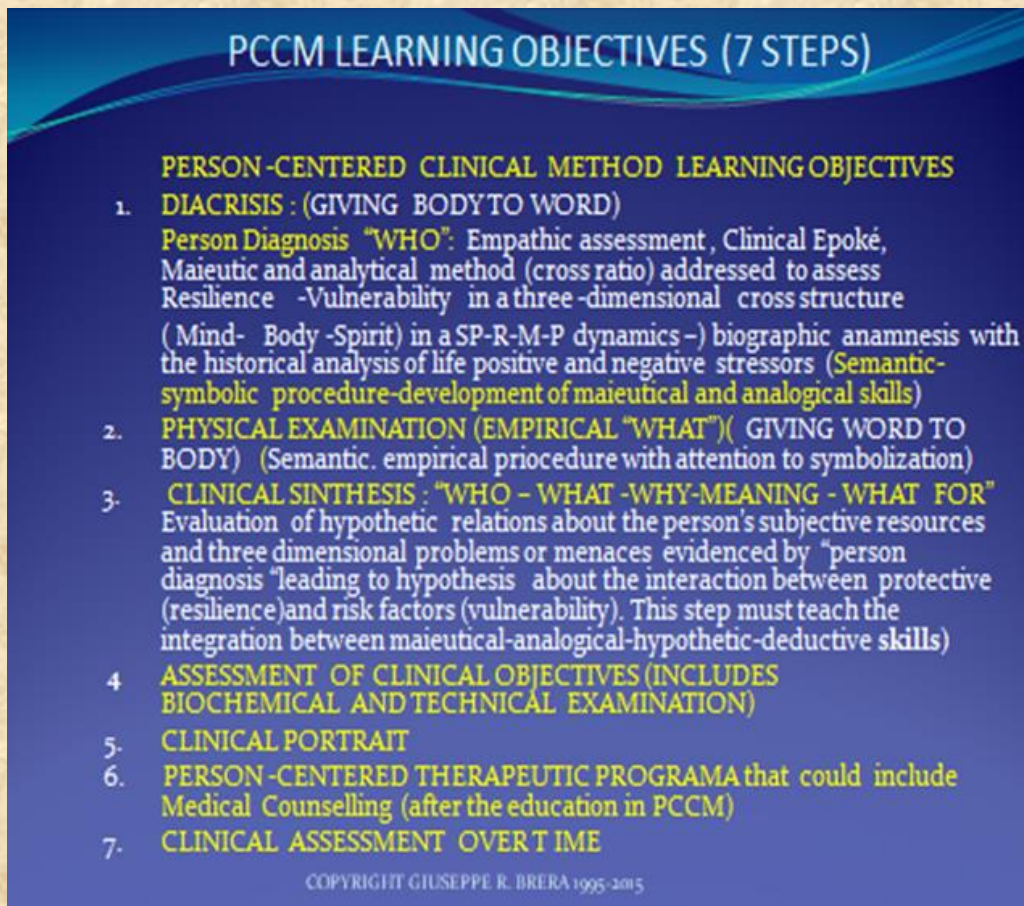 PCCM LEARNING OBJECTIVES (7 STEPS)
PERSON -CENTERED CLINICAL METHOD LEARNING OBJECTIVES
1. DIACRISIS : (GIVING BODY TO WORD)
Person Diagnosis "WHO": Empathic assessment , Clinical Epoké,
Maieutic and analytical method (cross ratio) addressed to assess
Resilience -Vulnerability in a three -dimensional cross structure
( Mind- Body -Spirit) in a SP-R-M-P dynamics –) biographic anamnesis with
the historical analysis of life positive and negative stressors (Semantic-
symbolic procedure-development of maieutical and analogical skills)
2. PHYSICAL EXAMINATION (EMPIRICAL "WHAT")( GIVING WORD TO
BODY) (Semantic. empirical priocedure with attention to symbolization)
3. CLINICAL SINTHESIS : "WHO – WHAT -WHY-MEANING - WHAT FOR"
Evaluation of hypothetic relations about the person's subjective resources
and three dimensional problems or menaces evidenced by "person
diagnosis "leading to hypothesis about the interaction between protective
(resilience)and risk factors (vulnerability). This step must teach the
integration between maieutical-analogical-hypothetic-deductive skills)
4 ASSESSMENT OF CLINICAL OBJECTIVES (INCLUDES
BIOCHEMICAL AND TECHNICAL EXAMINATION)
5. CLINICAL PORTRAIT
6. PERSON -CENTERED THERAPEUTIC PROGRAMA that could include
Medical Counselling (after the education in PCCM)
7. CLINICAL ASSESSMENT OVER T IME
COPYRIGHT GIUSEPPE R. BRERA 1995-2015